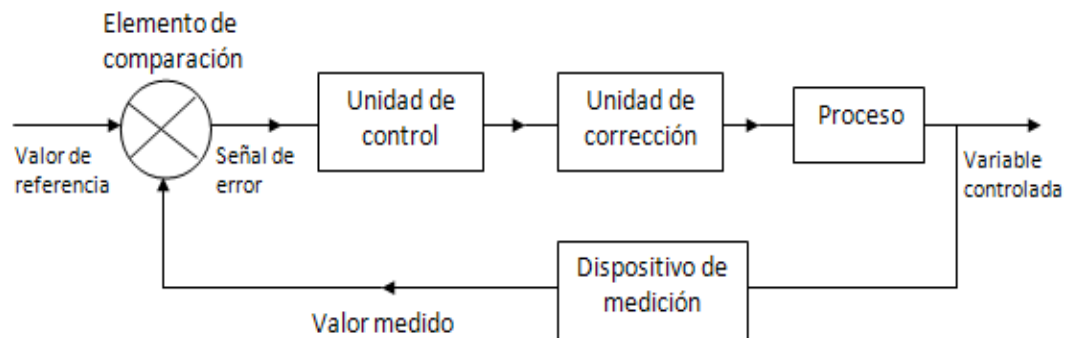 Elemento de
comparación
Unidad de
control
Unidad de
corrección
Proceso
Valor de
referencia
Señal de
error
Variable
controlada
Dispositivo de
medición
Valor medido